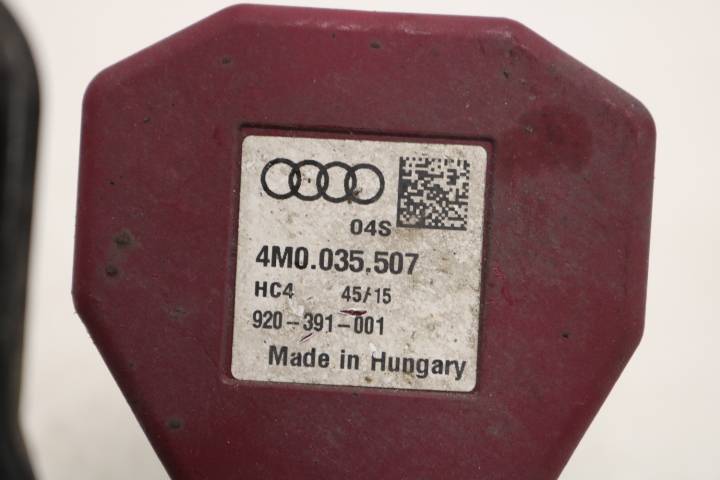 04S
4M0.035.507
HC4 45/15
920-391-001
Made in Hungary